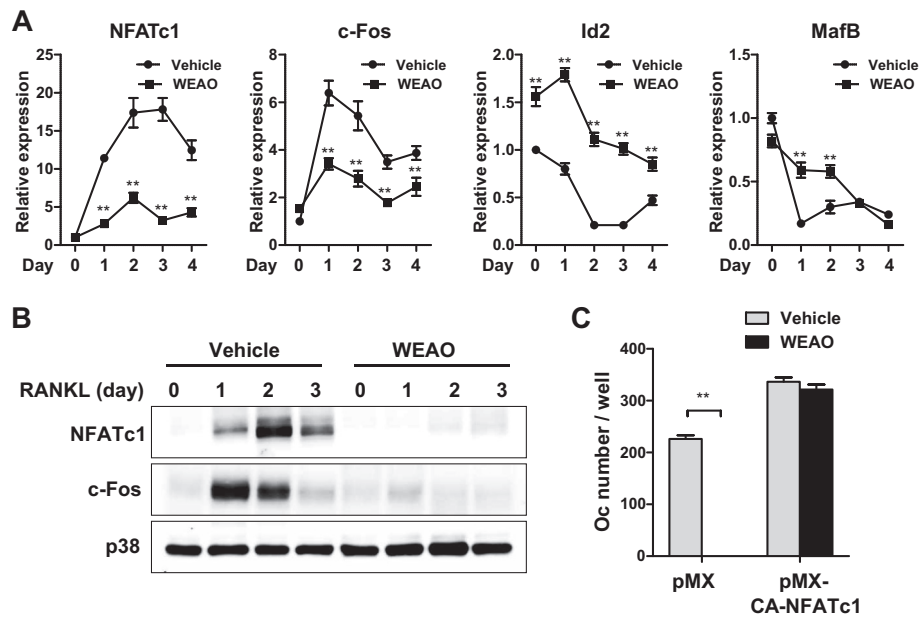 A
NFATc1
Relative expression
25
20
15
10
5
0
Vehicle
WEAO
**
**
**
**
Day 0 1 2 3 4
c-Fos
Relative expression
8
6
4
2
0
Vehicle
WEAO
**
**
**
**
Day 0 1 2 3 4
Id2
Relative expression
2.0
1.5
1.0
0.5
0.0
Vehicle
WEAO
**
**
**
**
**
Day 0 1 2 3 4
MafB
Relative expression
1.5
1.0
0.5
0.0
Vehicle
WEAO
**
**
Day 0 1 2 3 4
B
Vehicle WEAO
RANKL (day) 0 1 2 3 0 1 2 3
NFATc1
c-Fos
p38
C
Vehicle
WEAO
Oc number / well
400
300
200
100
0
**
pMX
pMX-
CA-NFATc1